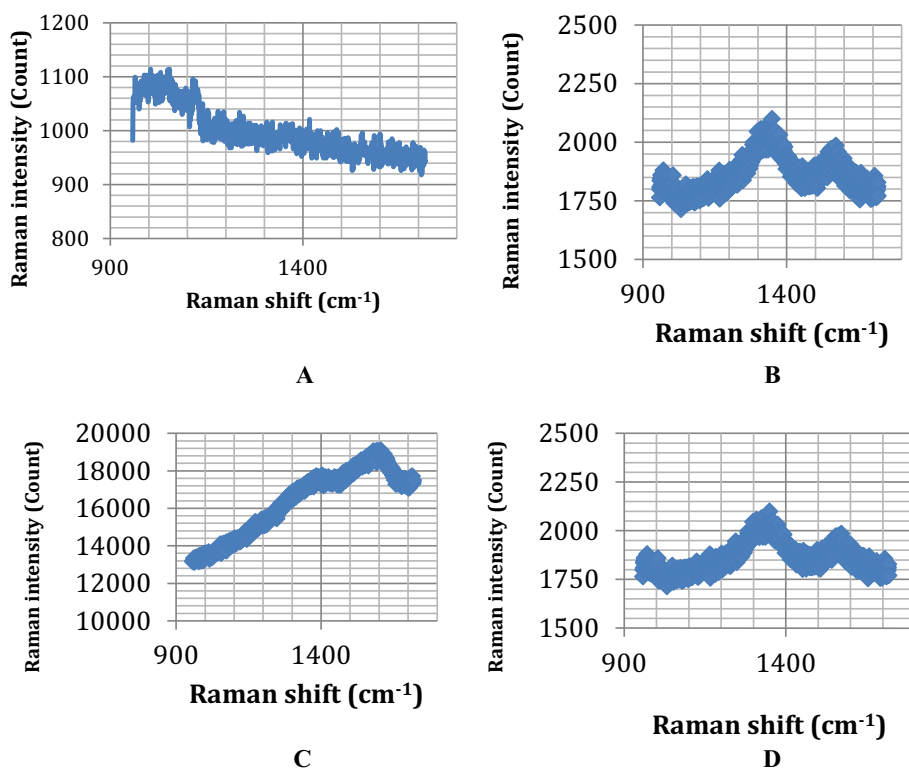 Raman intensity (Count)
1200
1100
1000
900
800
900
1400
Raman shift (cm-1)
A
Raman intensity (Count)
2500
2250
2000
1750
1500
900
1400
Raman shift (cm-1)
B
Raman intensity (Count)
20000
18000
16000
14000
12000
10000
900
1400
Raman shift (cm-1)
C
Raman intensity (Count)
2500
2250
2000
1750
1500
900
1400
Raman shift (cm-1)
D